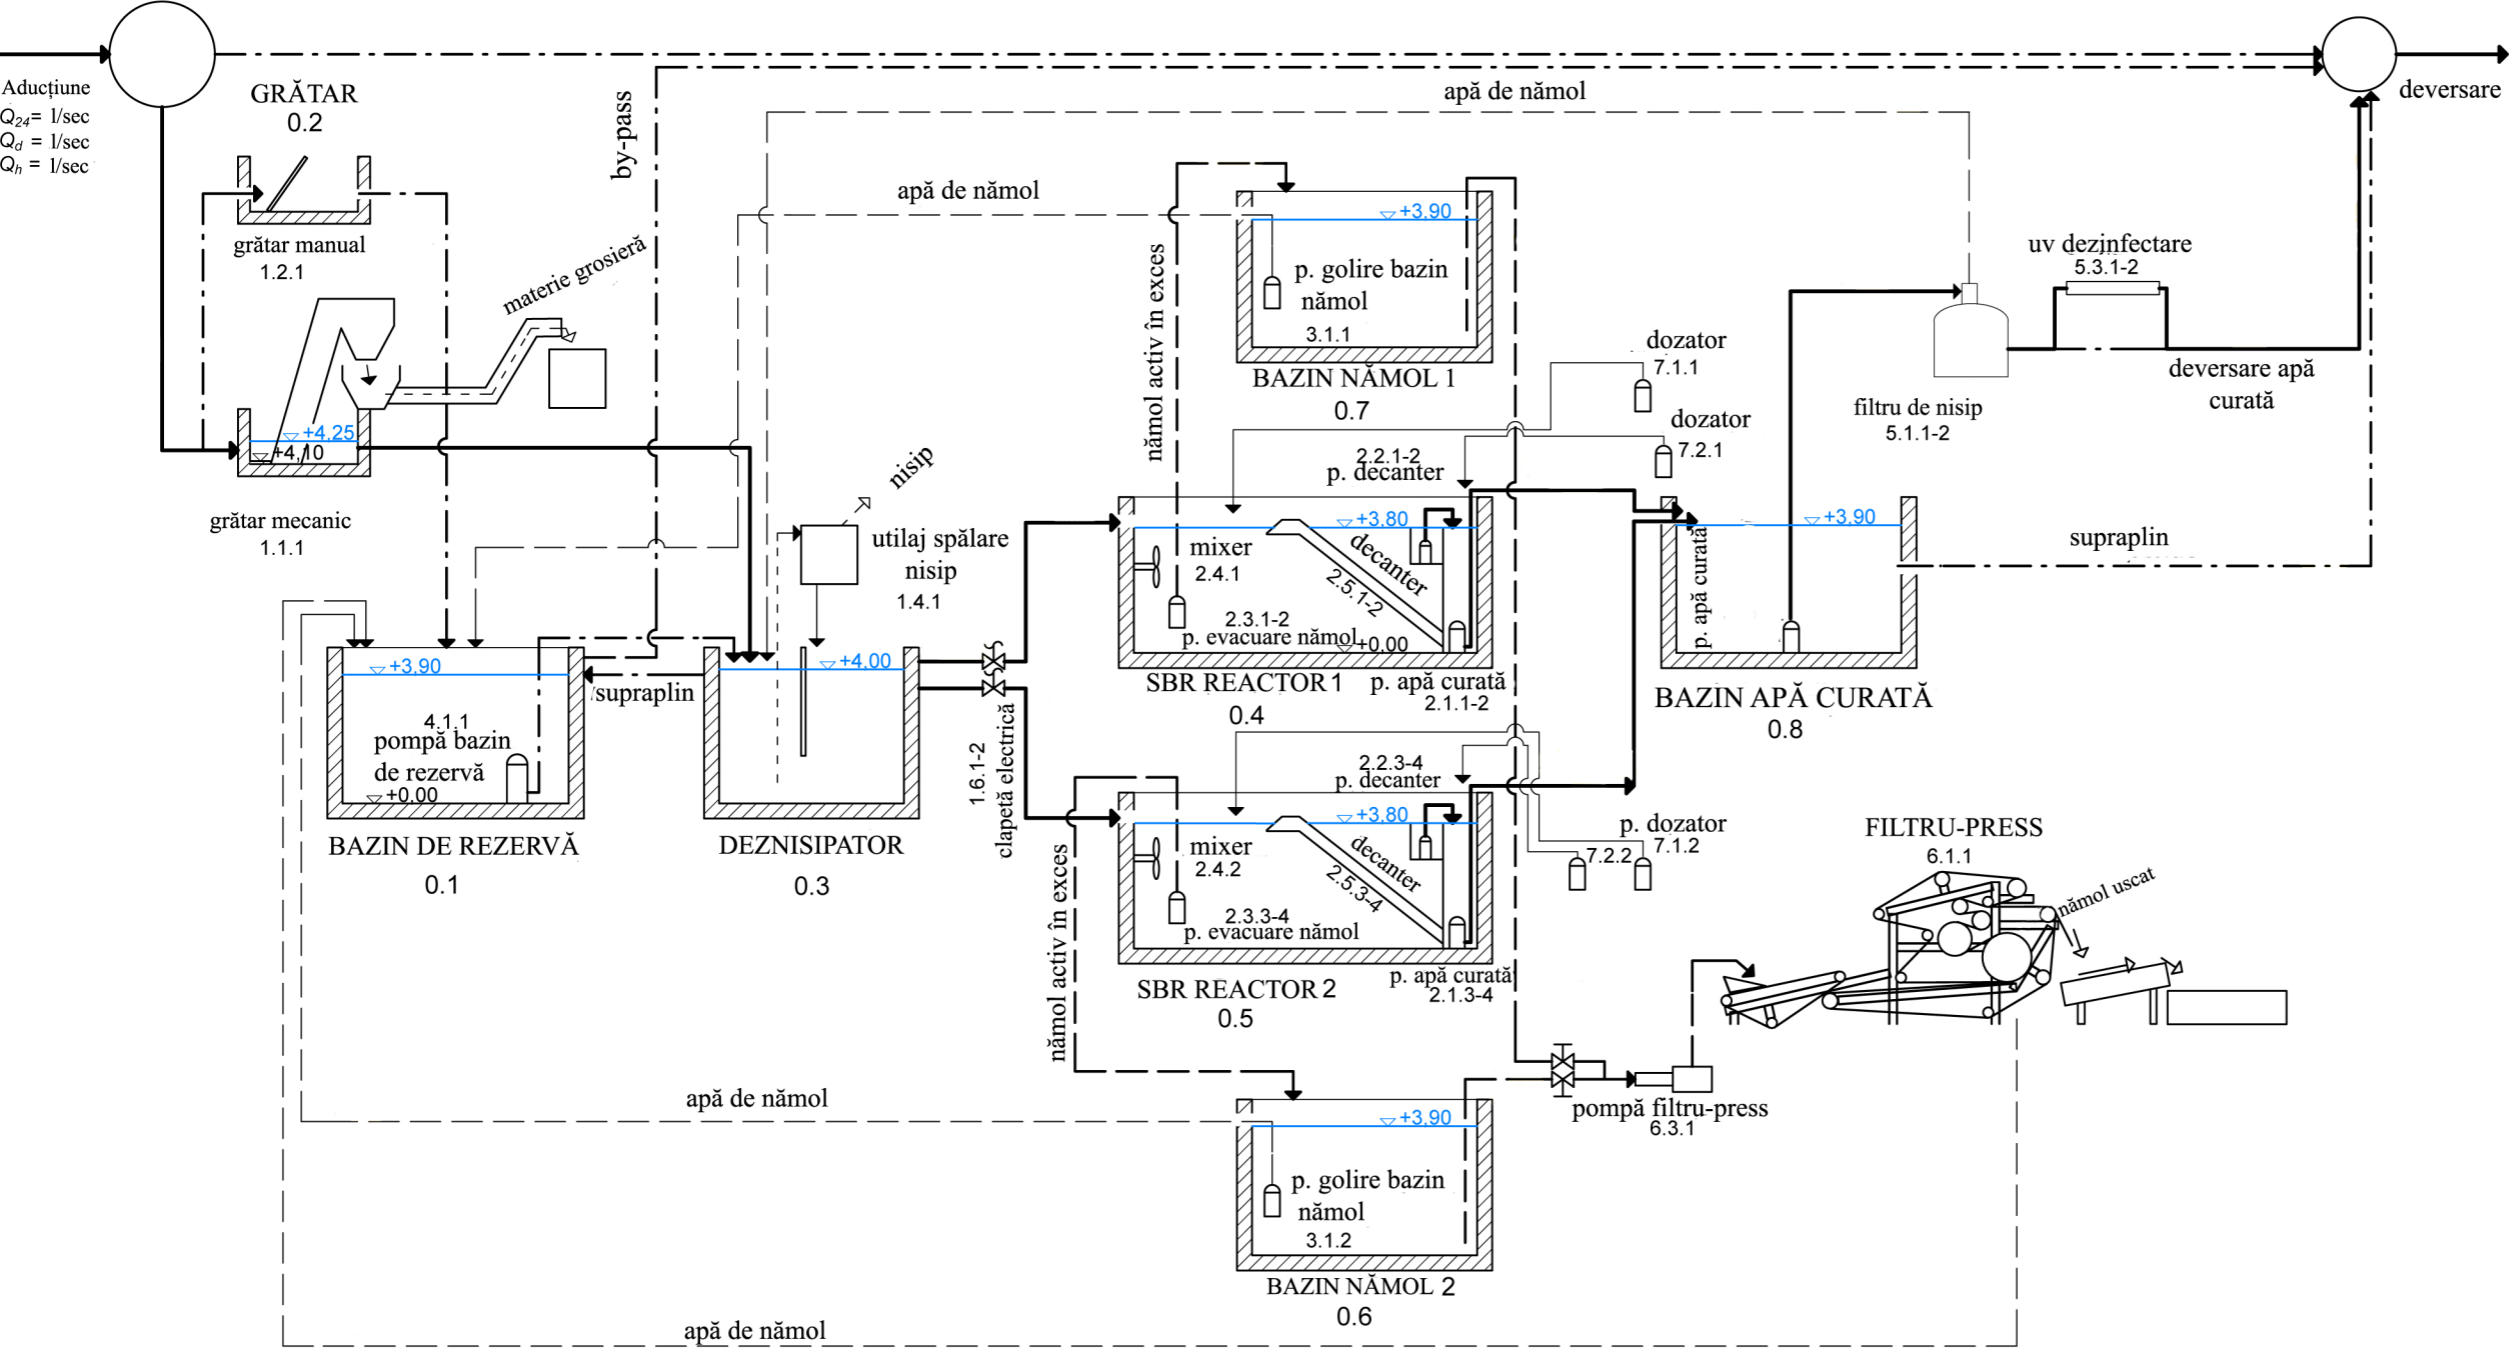 Aducțiune
Q24= l/sec
Qd = l/sec
Qh = l/sec
GRĂTAR
0.2
grătar manual
1.2.1
materie grosieră
by-pass
+4,25
+4,10
grătar mecanic
1.1.1
apă de nămol
apă de nămol
deversare
nămol activ în exces
+3,90
p. golire bazin
nămol
3.1.1
BAZIN NĂMOL 1
0.7
dozator
7.1.1
dozator
7.2.1
uv dezinfectare
5.3.1-2
filtru de nisip
5.1.1-2
deversare apă
curată
nisip
utilaj spălare
nisip
1.4.1
2.2.1-2
p. decanter
+3,80
mixer
2.4.1
decanter
2.5.1-2
2.3.1-2
p. evacuare nămol
+0,00
SBR REACTOR 1
0.4
p. apă curată
2.1.1-2
p. apă curată
+3,90
supraplin
BAZIN APĂ CURATĂ
0.8
+3,90
4.1.1
pompă bazin
de rezervă
+0,00
BAZIN DE REZERVĂ
0.1
supraplin
+4,00
DEZNISIPATOR
0.3
1.6.1-2
clapetă electrică
2.2.3-4
p. decanter
+3,80
mixer
2.4.2
decanter
2.5.3-4
2.3.3-4
p. evacuare nămol
SBR REACTOR 2
0.5
p. apă curată
2.1.3-4
p. dozator
7.1.2
7.2.2
FILTRU-PRESS
6.1.1
nămol uscat
nămol activ în exces
pompă filtru-press
6.3.1
apă de nămol
+3,90
p. golire bazin
nămol
3.1.2
BAZIN NĂMOL 2
0.6
apă de nămol